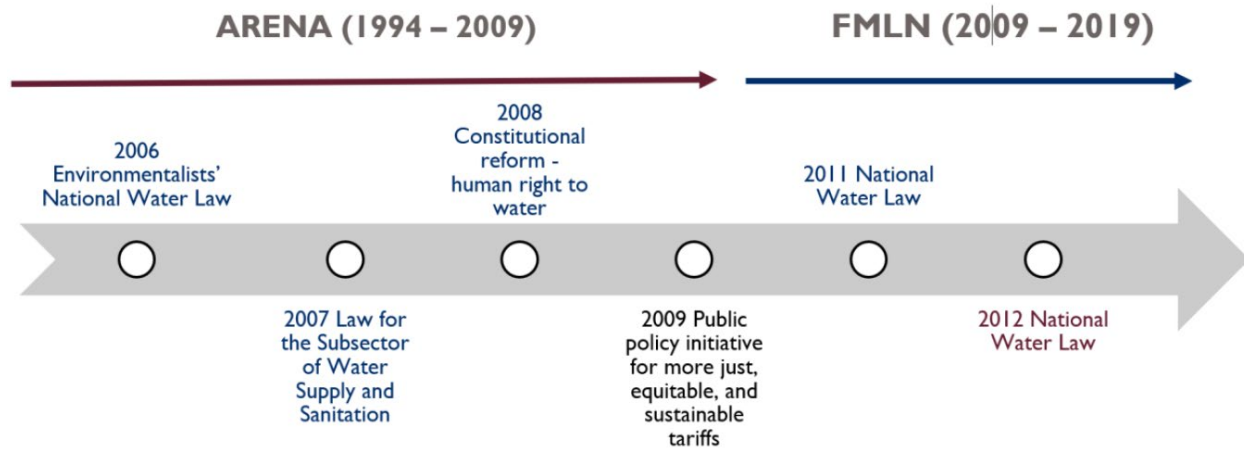 ARENA (1994 – 2009)
FMLN (2009 – 2019)
2006
Environmentalists'
National Water Law
2008
Constitutional
reform -
human right to
water
2011 National
Water Law
2007 Law for
the Subsector
of Water
Supply and
Sanitation
2009 Public
policy initiative
for more just,
equitable, and
sustainable
tariffs
2012 National
Water Law